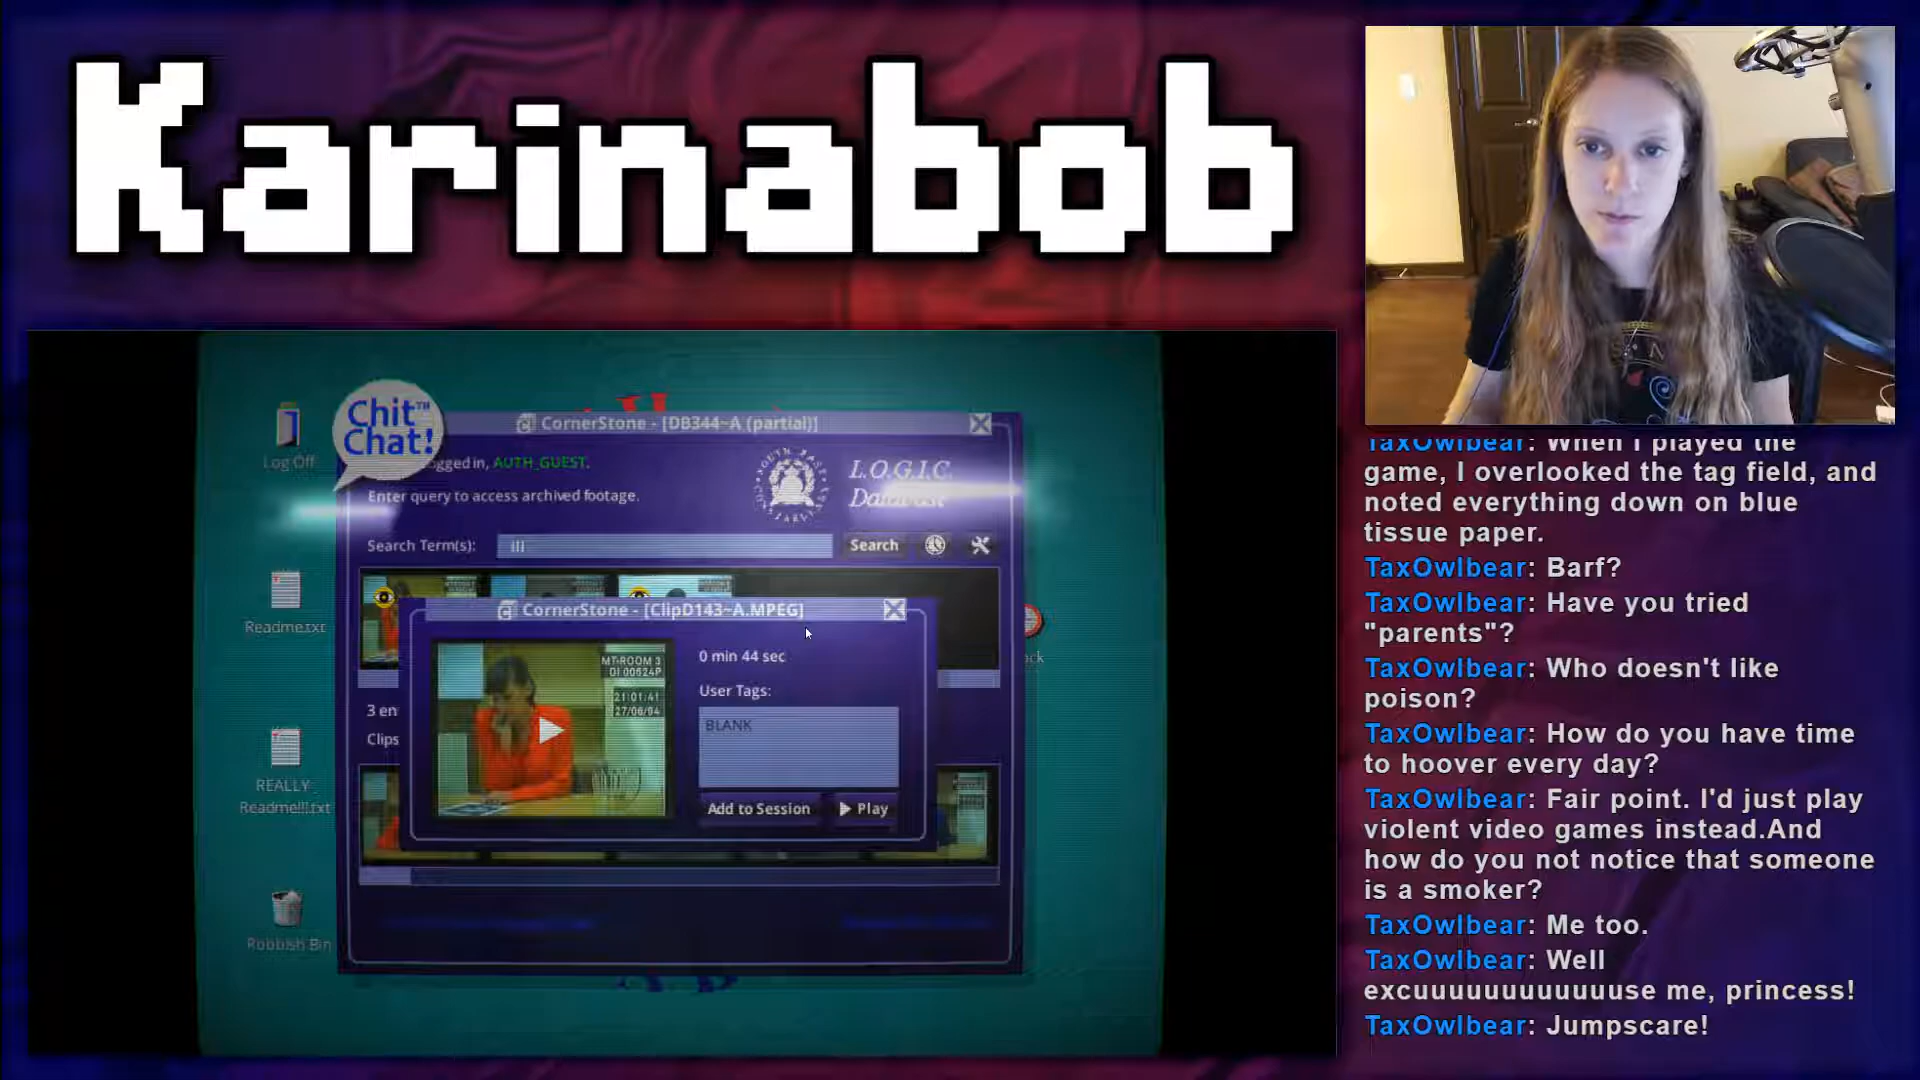 Karinabob
Chit™
Chat!
Log Off
Readme.txt
REALLY
Readme!!!.txt
Robbish Bin
CornerStone - [DB344~A (partial)]
gged in, AUTH_GUEST.
Enter query to access archived footage.
L.O.G.I.C.
Database
Search Term(s):
ill
Search
CornerStone - [ClipD143~A.MPEG]
MT-ROOM 3
21:01:41
27/06/94
0 min 44 sec
User Tags:
BLANK
3 en
Clips
Add to Session
Play
TaxOwlbear: When I played the
game, I overlooked the tag field, and
noted everything down on blue
tissue paper.
TaxOwlbear: Barf?
TaxOwlbear: Have you tried
"parents"?
TaxOwlbear: Who doesn't like
poison?
TaxOwlbear: How do you have time
to hoover every day?
TaxOwlbear: Fair point. I'd just play
violent video games instead.And
how do you not notice that someone
is a smoker?
TaxOwlbear: Me too.
TaxOwlbear: Well
excuuuuuuuuuuuuse me, princess!
TaxOwlbear: Jumpscare!